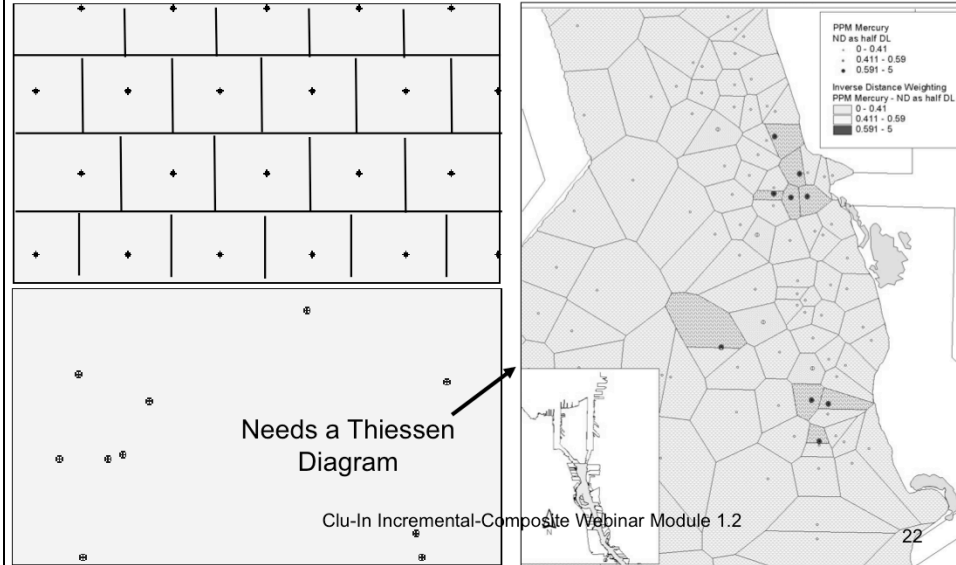 PPM Mercury
ND as half DL
0 - 0.41
0.411 - 0.59
0.591 - 5
Inverse Distance Weighting
PPM Mercury - ND as half DL
0 - 0.41
0.411 - 0.59
0.591 - 5
Needs a Thiessen
Diagram
N
Clu-In Incremental-Composite Webinar Module 1.2
22